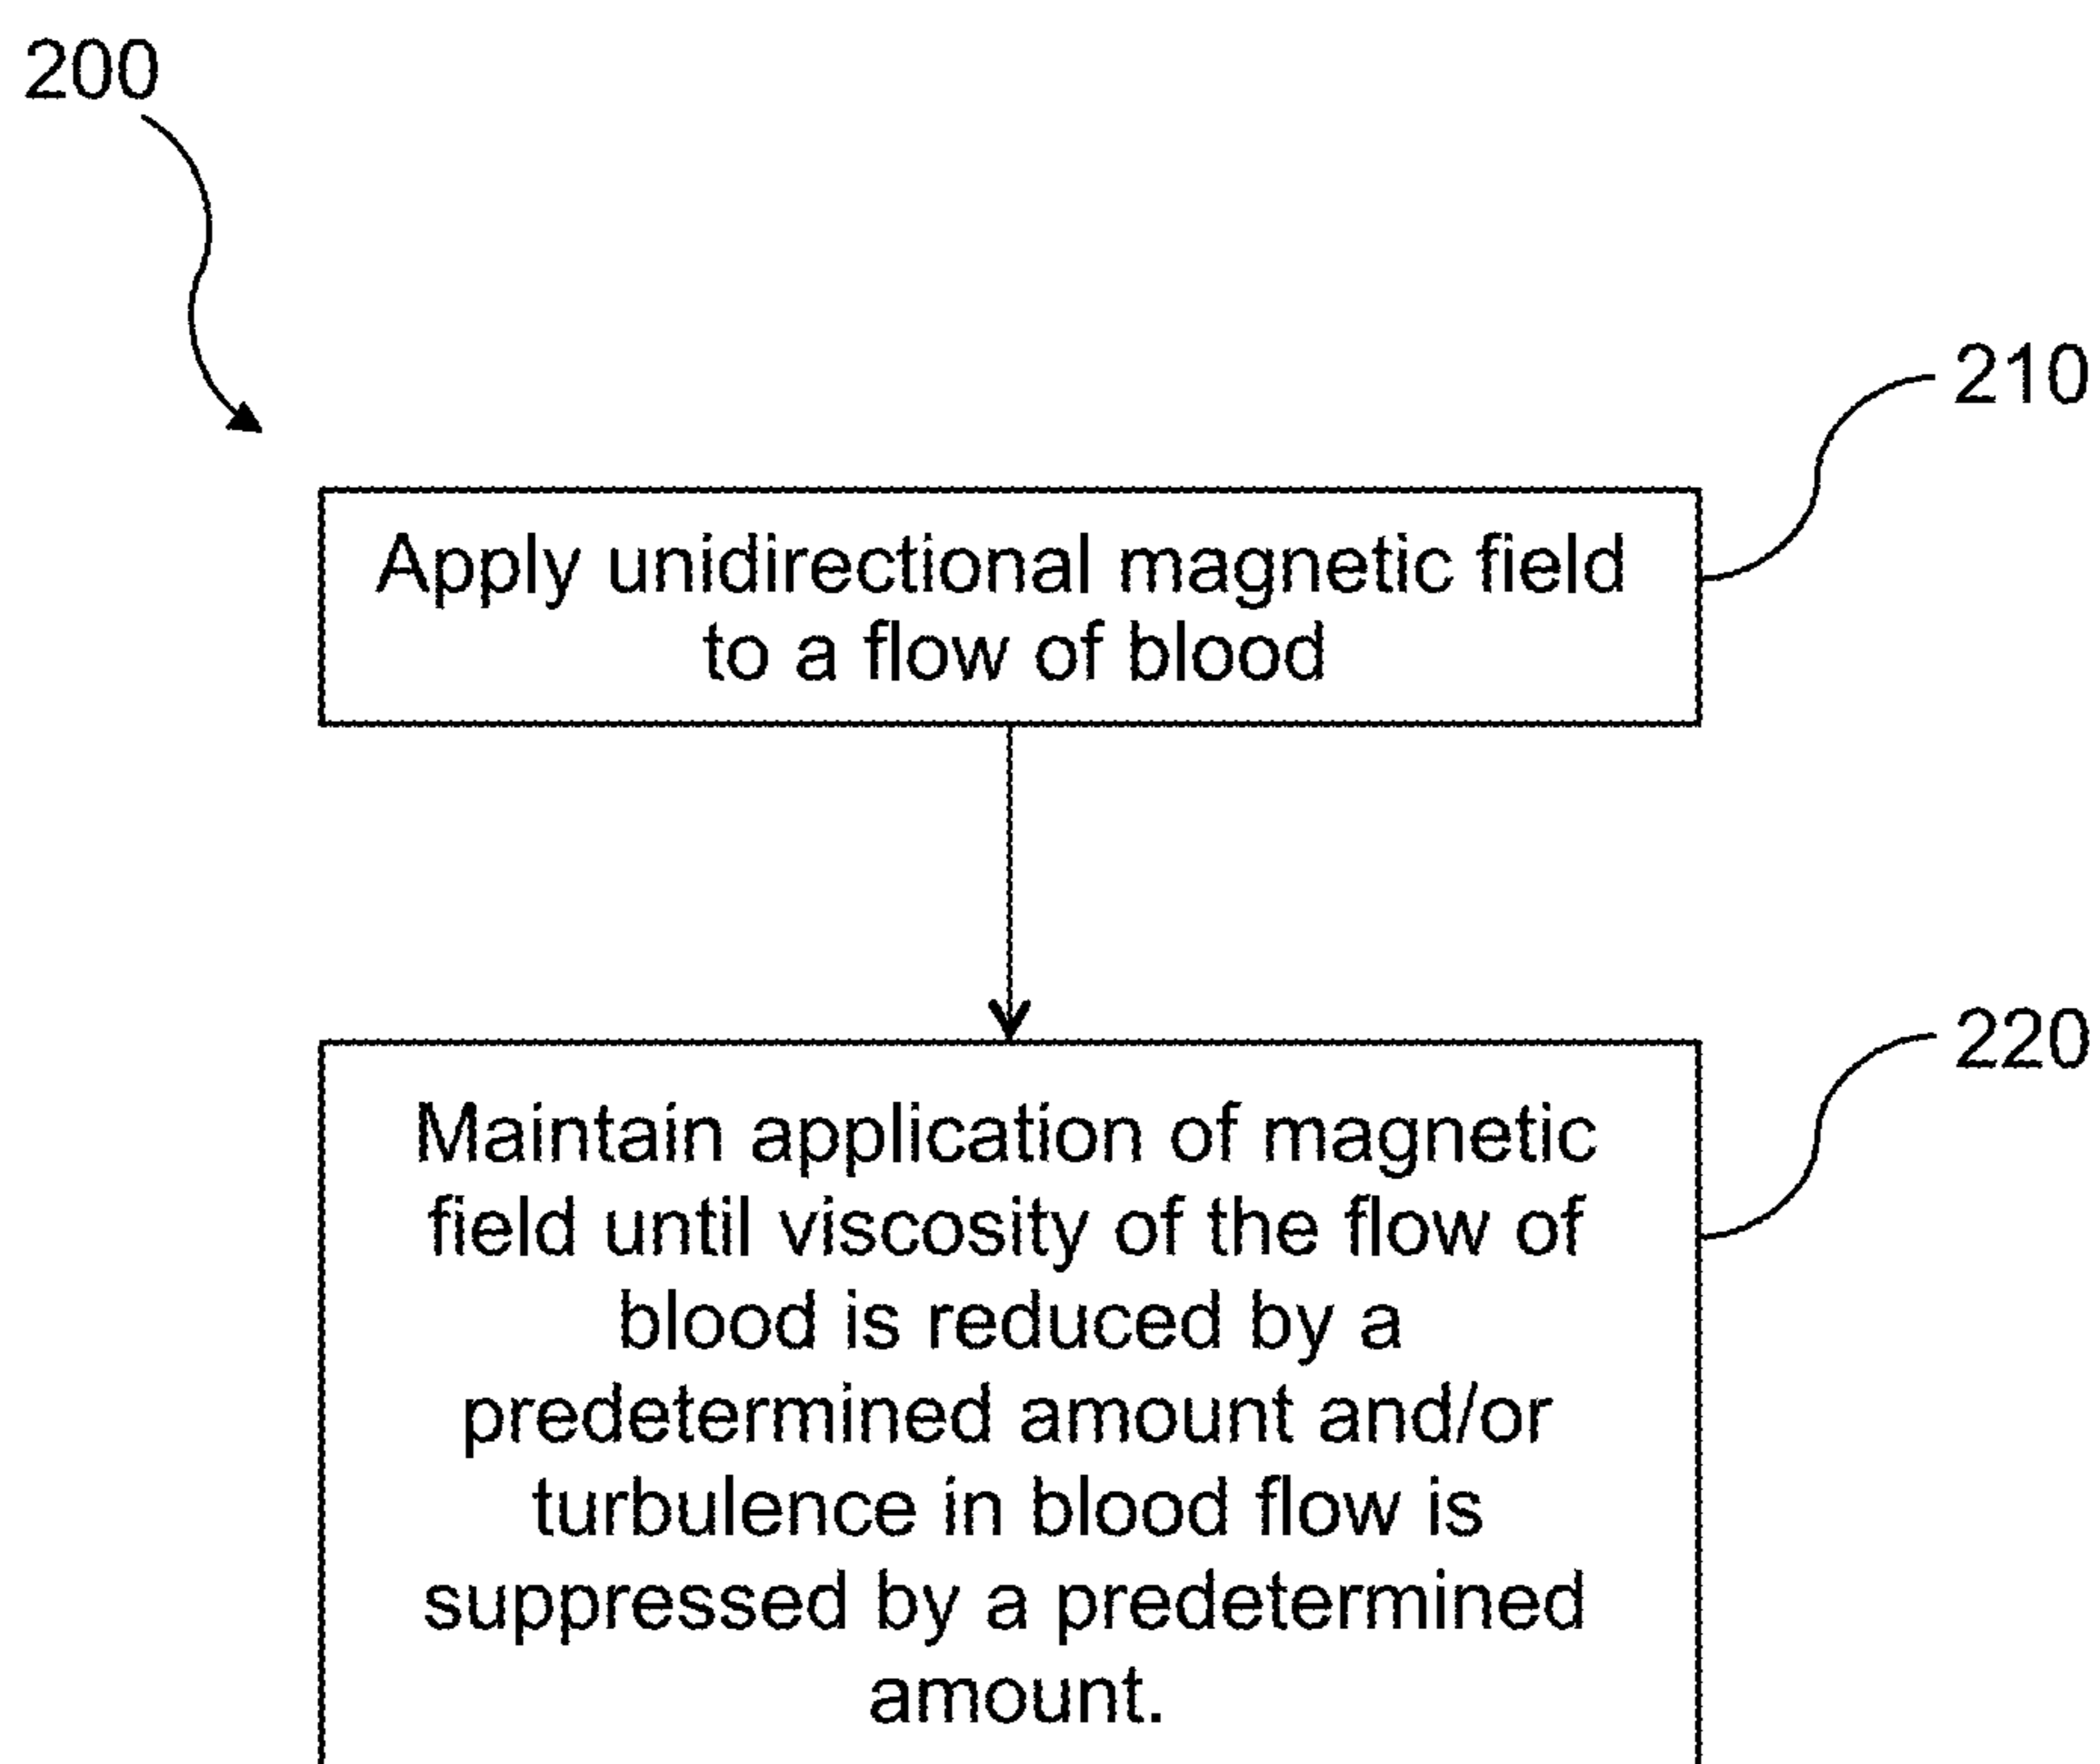 200
210
Apply unidirectional magnetic field
to a flow of blood
220
Maintain application of magnetic
field until viscosity of the flow of
blood is reduced by a
predetermined amount and/or
turbulence in blood flow is
suppressed by a predetermined
amount.